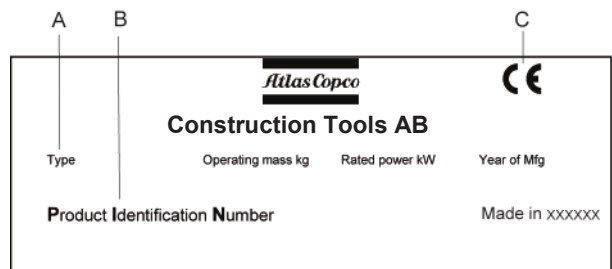 A B C
Atlas Copco CE
Construction Tools AB
Type Operating mass kg Rated power kW Year of Mfg
Product Identification Number Made in xxxxxx